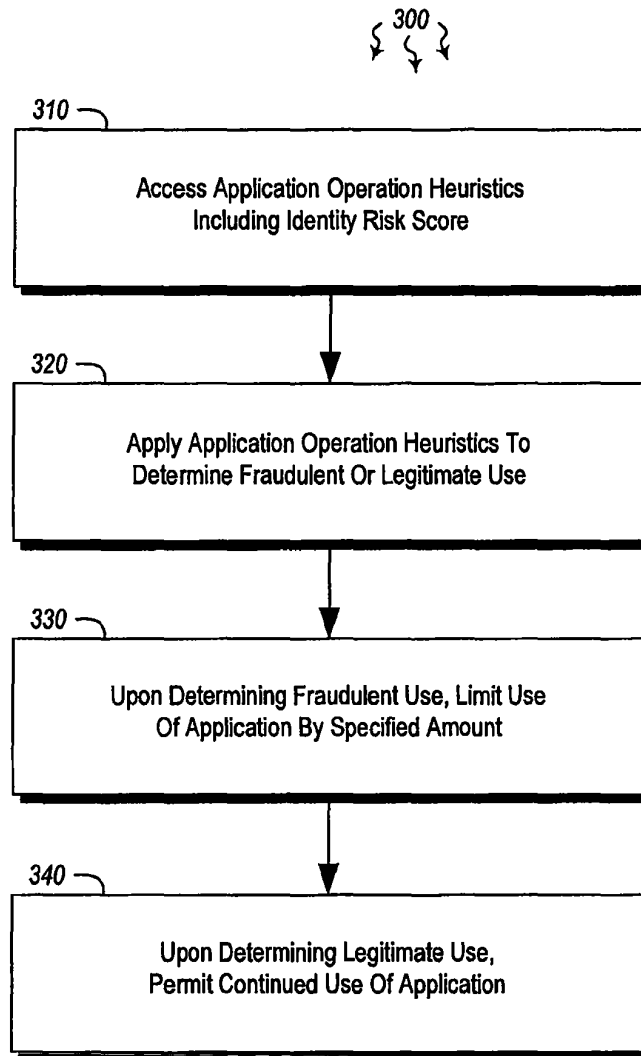 300
310
Access Application Operation Heuristics
Including Identity Risk Score
320
Apply Application Operation Heuristics To
Determine Fraudulent Or Legitimate Use
330
Upon Determining Fraudulent Use, Limit Use
Of Application By Specified Amount
340
Upon Determining Legitimate Use,
Permit Continued Use Of Application